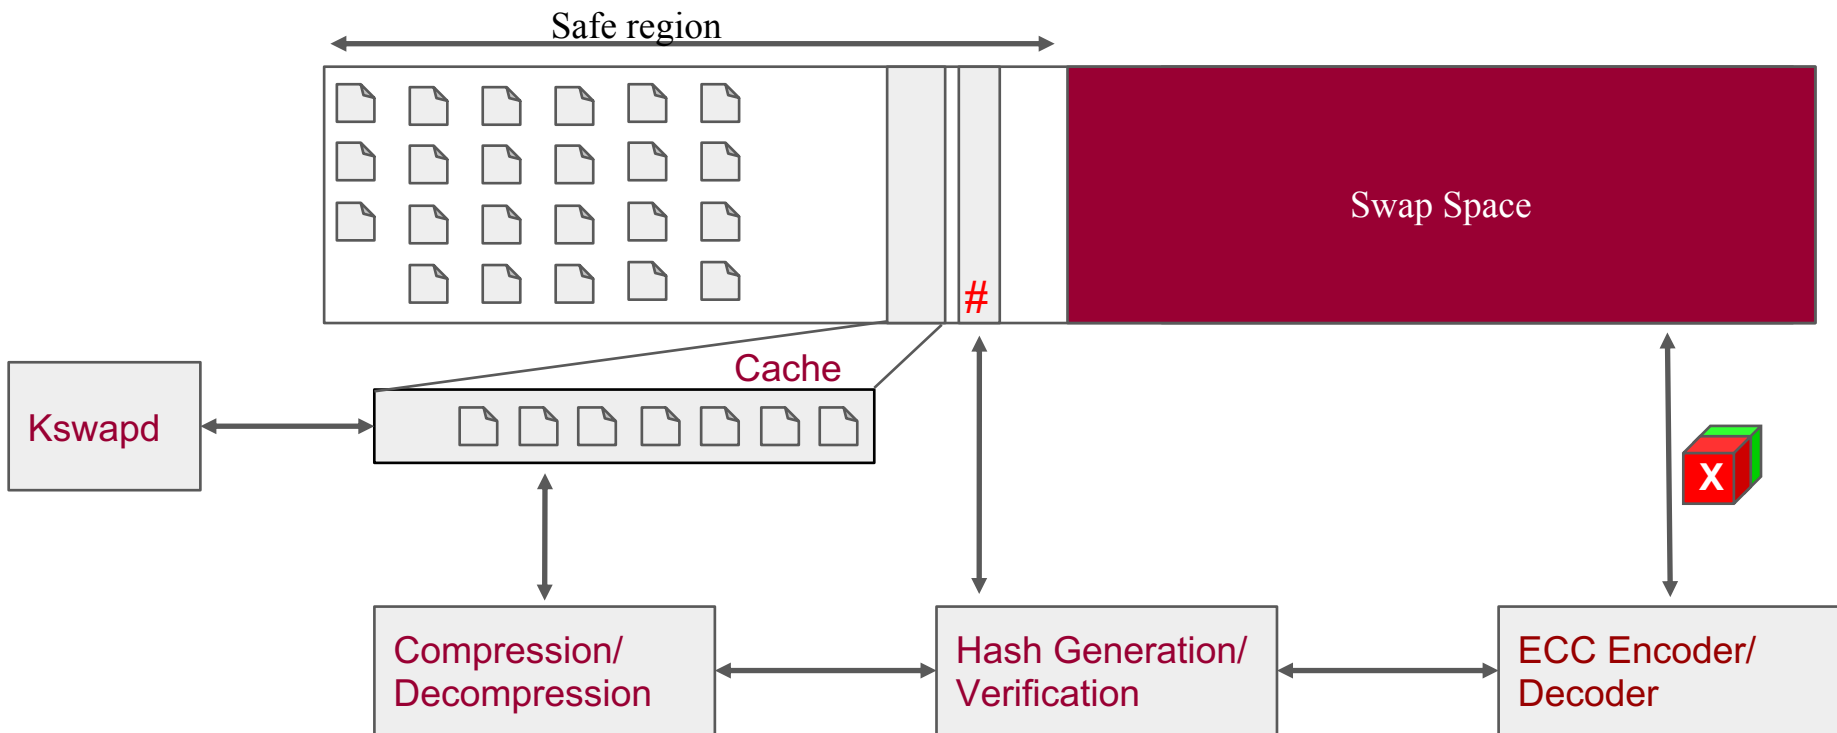 Safe region
Swap Space
#
Cache
Kswapd
X
Compression/
Decompression
Hash Generation/
Verification
ECC Encoder/
Decoder